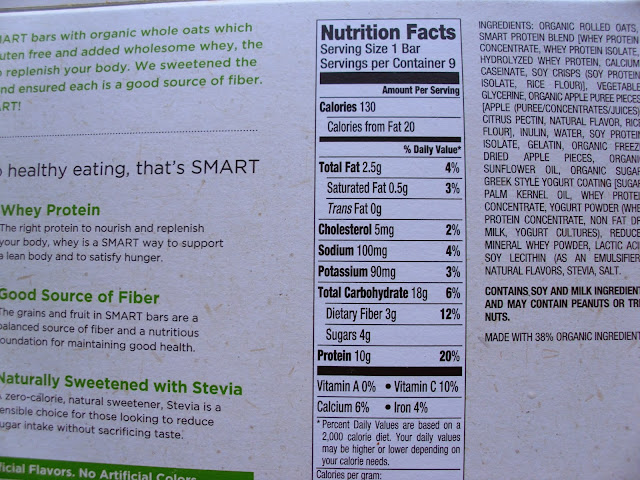 MART bars with organic whole oats which
uten free and added wholesome whey, the
replenish your body. We sweetened the
nd ensured each is a good source of fiber.
ART!
healthy eating, that's SMART
Whey Protein
The right protein to nourish and replenish
your body, whey is a SMART way to support
a lean body and to satisfy hunger.
Good Source of Fiber
The grains and fruit in SMART bars are a
balanced source of fiber and a nutritious
foundation for maintaining good health.
Naturally Sweetened with Stevia
zero-calorie, natural sweetener, Stevia is a
ensible choice for those looking to reduce
ugar intake without sacrificing taste.
ficial Flavors. No Artificial Colors.
Nutrition Facts
Serving Size 1 Bar
Servings per Container 9
Amount Per Serving
Calories 130
Calories from Fat 20
% Daily Value*
Total Fat 2.5g 4%
Saturated Fat 0.5g 3%
Trans Fat 0g
Cholesterol 5mg 2%
Sodium 100mg 4%
Potassium 90mg 3%
Total Carbohydrate 18g 6%
Dietary Fiber 3g 12%
Sugars 4g
Protein 10g 20%
Vitamin A 0% • Vitamin C 10%
Calcium 6% • Iron 4%
* Percent Daily Values are based on a
2,000 calorie diet. Your daily values
may be higher or lower depending on
your calorie needs.
Calories per gram:
INGREDIENTS: ORGANIC ROLLED OATS,
SMART PROTEIN BLEND [WHEY PROTEIN
CONCENTRATE, WHEY PROTEIN ISOLATE,
HYDROLYZED WHEY PROTEIN, CALCIUM
CASEINATE, SOY CRISPS (SOY PROTEIN
ISOLATE, RICE FLOUR)], VEGETABLE
GLYCERINE, ORGANIC APPLE PUREE PIECES
[APPLE (PUREE/CONCENTRATES/JUICES),
CITRUS PECTIN, NATURAL FLAVOR, RICE
FLOUR], INULIN, WATER, SOY PROTEIN
ISOLATE, GELATIN, ORGANIC FREEZE
DRIED APPLE PIECES, ORGANIC
SUNFLOWER OIL, ORGANIC SUGAR,
GREEK STYLE YOGURT COATING [SUGAR,
PALM KERNEL OIL, WHEY PROTEIN
CONCENTRATE, YOGURT POWDER (WHEY
PROTEIN CONCENTRATE, NON FAT DRY
MILK, YOGURT CULTURES), REDUCED
MINERAL WHEY POWDER, LACTIC ACID,
SOY LECITHIN (AS AN EMULSIFIER)
NATURAL FLAVORS, STEVIA, SALT.
CONTAINS SOY AND MILK INGREDIENT
AND MAY CONTAIN PEANUTS OR TR
NUTS.
MADE WITH 38% ORGANIC INGREDIENT